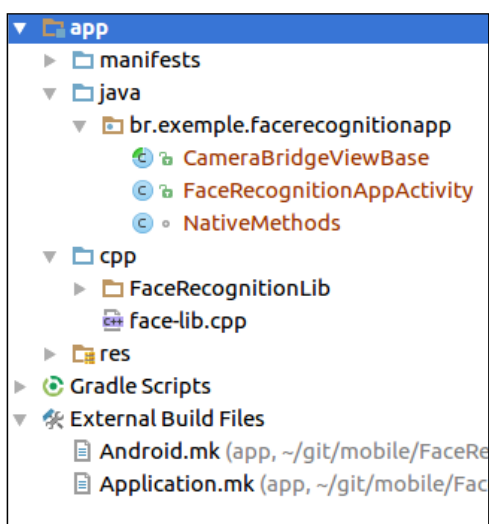 app
manifests
java
br.exemple.facerecognitionapp
CameraBridgeViewBase
FaceRecognitionAppActivity
NativeMethods
cpp
FaceRecognitionLib
face-lib.cpp
res
Gradle Scripts
External Build Files
Android.mk (app, ~/git/mobile/FaceRe
Application.mk (app, ~/git/mobile/Fac